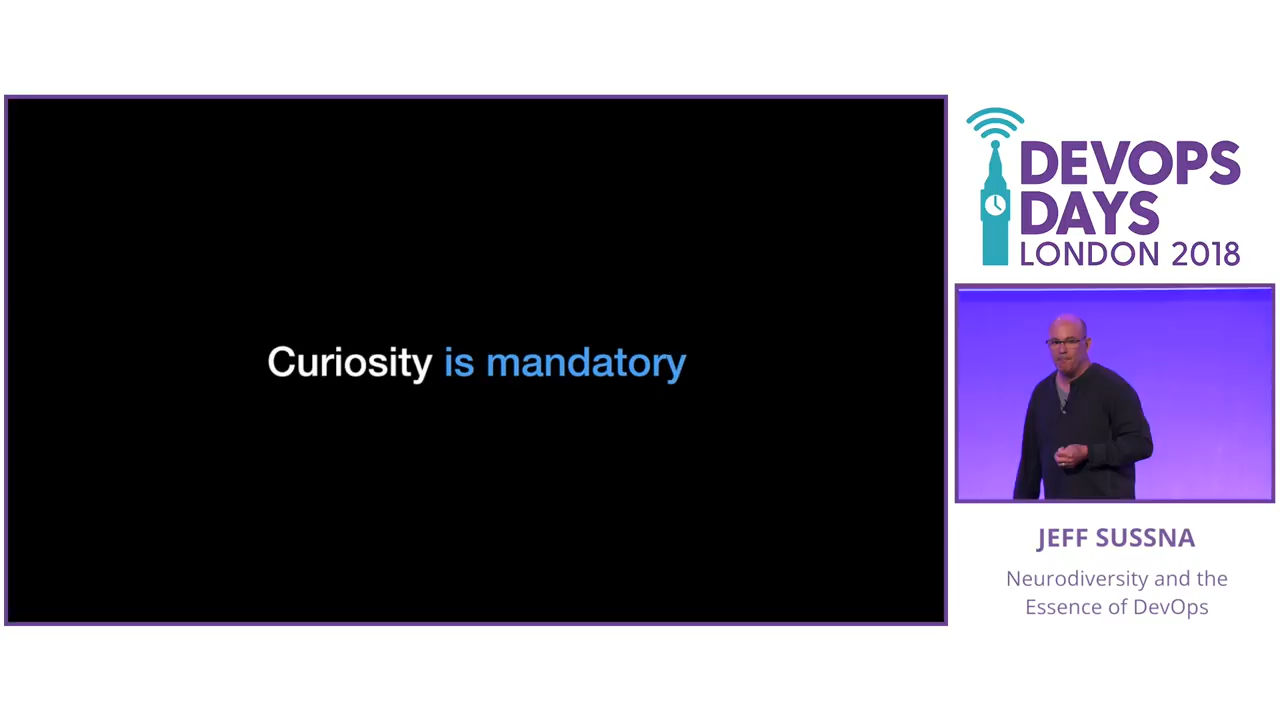 Curiosity is mandatory
DEVOPS
DAYS
LONDON 2018
JEFF SUSSNA
Neurodiversity and the
Essence of DevOps